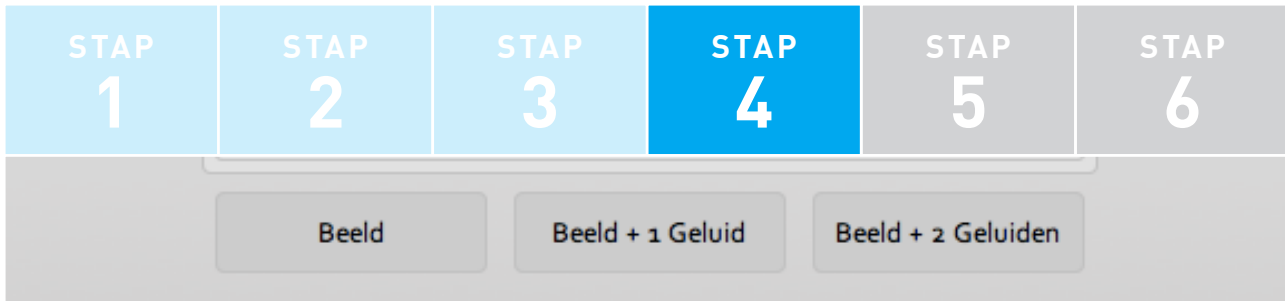 STAP STAP STAP STAP STAP STAP
1 2 3 4 5 6
Beeld Beeld + 1 Geluid Beeld + 2 Geluiden